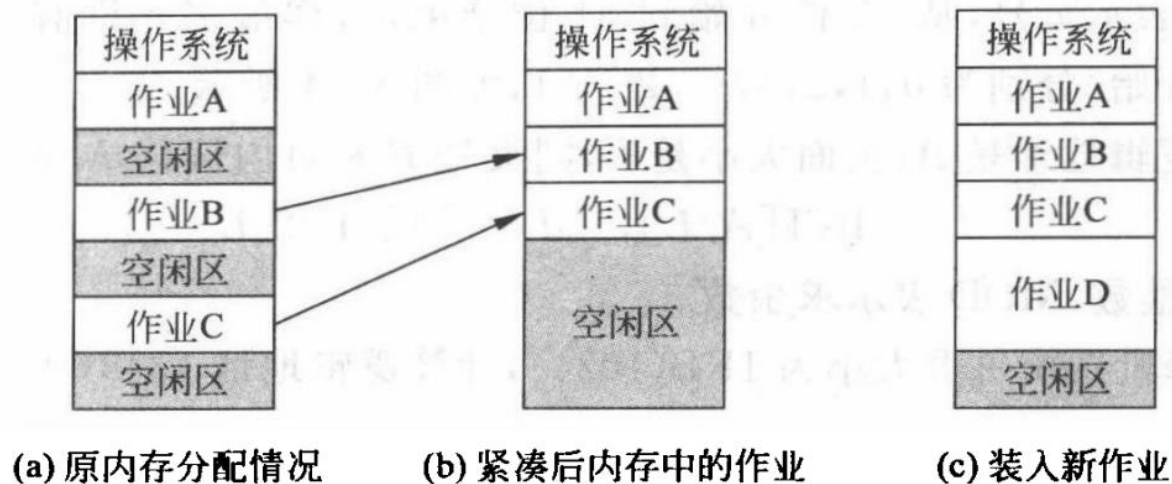 操作系统
作业A
空闲区
作业B
空闲区
作业C
空闲区
(a) 原内存分配情况
操作系统
作业A
作业B
作业C
空闲区
(b) 紧凑后内存中的作业
操作系统
作业A
作业B
作业C
作业D
空闲区
(c) 装入新作业